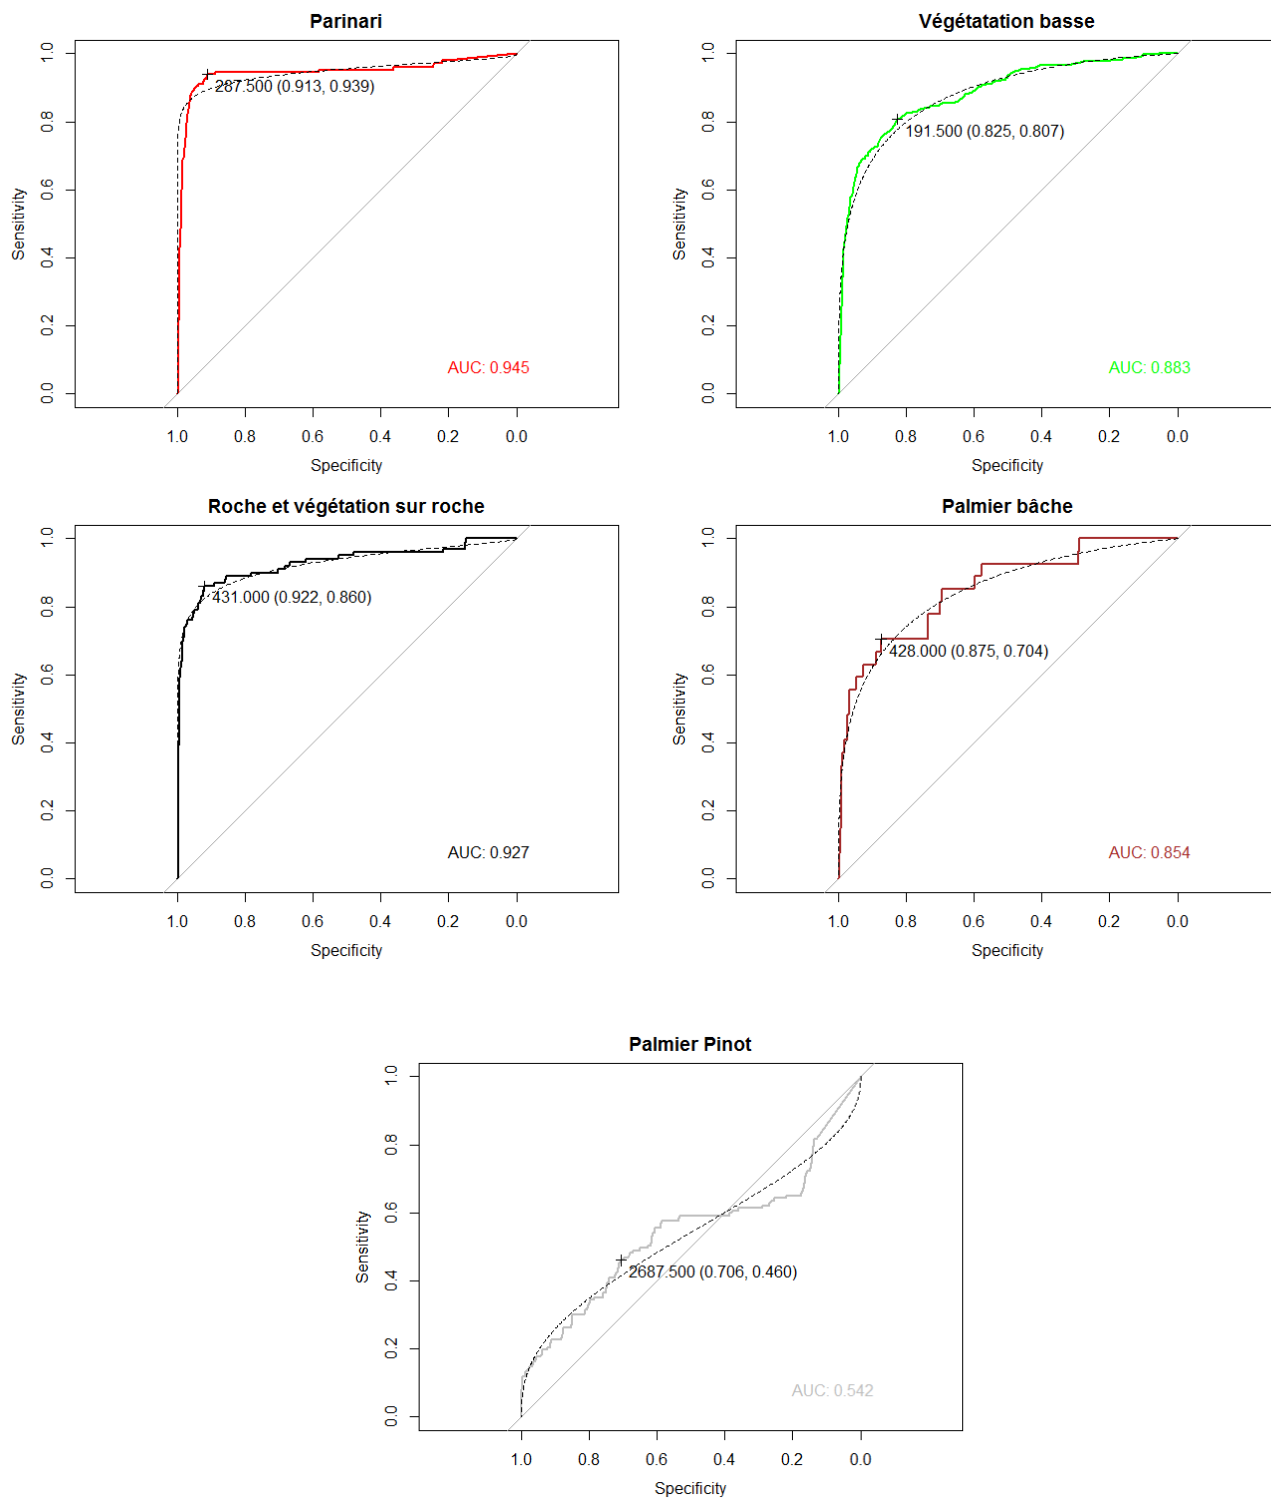 Parinari
1.0
0.8
0.6
0.4
0.2
0.0
Sensitivity
287.500 (0.913, 0.939)
AUC: 0.945
1.0 0.8 0.6 0.4 0.2 0.0
Specificity
Végétatation basse
1.0
0.8
0.6
0.4
0.2
0.0
Sensitivity
191.500 (0.825, 0.807)
AUC: 0.883
1.0 0.8 0.6 0.4 0.2 0.0
Specificity
Roche et végétation sur roche
1.0
0.8
0.6
0.4
0.2
0.0
Sensitivity
431.000 (0.922, 0.860)
AUC: 0.927
1.0 0.8 0.6 0.4 0.2 0.0
Specificity
Palmier bâche
1.0
0.8
0.6
0.4
0.2
0.0
Sensitivity
428.000 (0.875, 0.704)
AUC: 0.854
1.0 0.8 0.6 0.4 0.2 0.0
Specificity
Palmier Pinot
1.0
0.8
0.6
0.4
0.2
0.0
Sensitivity
2687.500 (0.706, 0.460)
AUC: 0.542
1.0 0.8 0.6 0.4 0.2 0.0
Specificity